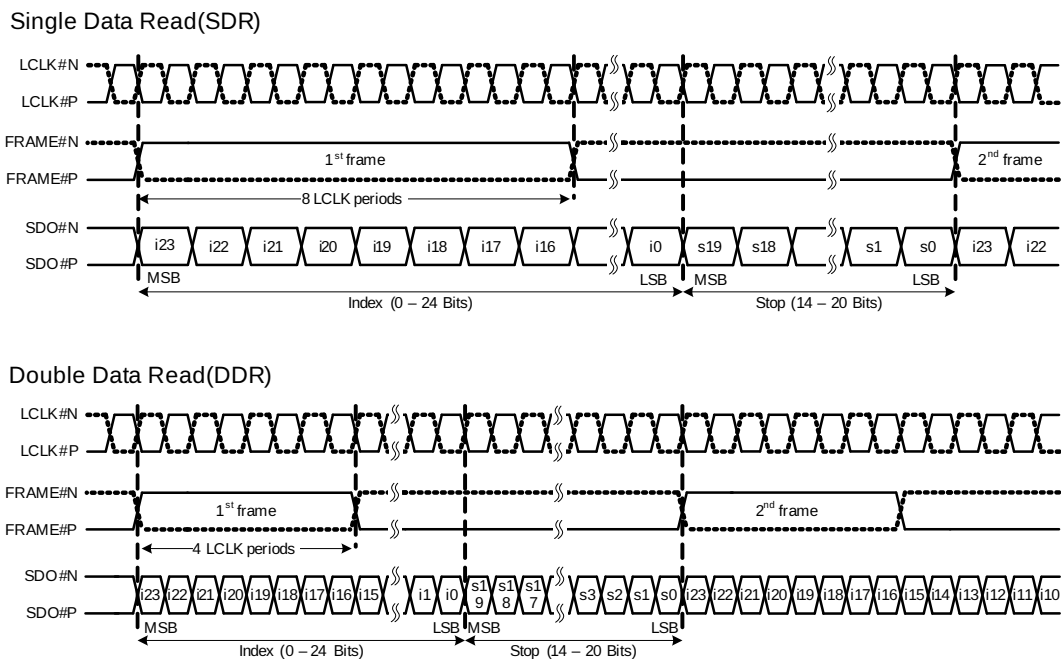 Single Data Read(SDR)
LCLK#N
LCLK#P
FRAME#N
1st frame
2nd frame
FRAME#P
8 LCLK periods
SDO#N
i23 i22 i21 i20 i19 i18 i17 i16 i0 s19 s18 s1 s0 i23 i22
SDO#P
MSB LSB MSB LSB
Index (0 – 24 Bits) Stop (14 – 20 Bits)
Double Data Read(DDR)
LCLK#N
LCLK#P
FRAME#N
1st frame
2nd frame
FRAME#P
4 LCLK periods
SDO#N
i23 i22 i21 i20 i19 i18 i17 i16 i15 i1 i0 s19 s18 s17 s3 s2 s1 s0 i23 i22 i21 i20 i19 i18 i17 i16 i15 i14 i13 i12 i11 i10
SDO#P
MSB LSB MSB LSB
Index (0 – 24 Bits) Stop (14 – 20 Bits)